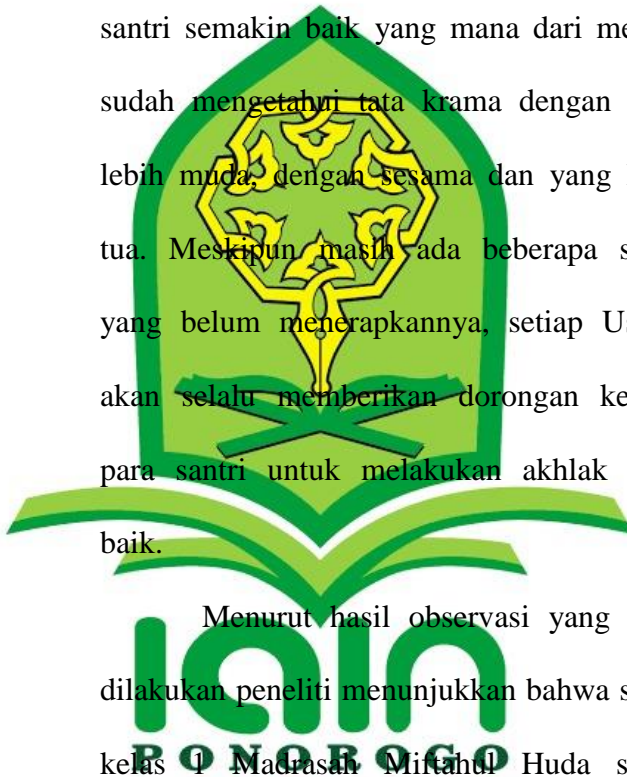 santri semakin baik yang mana dari me
sudah mengetahui tata krama dengan
lebih muda, dengan sesama dan yang
tua. Meskipun masih ada beberapa s
yang belum menerapkannya, setiap Us
akan selalu memberikan dorongan ke
para santri untuk melakukan akhlak
baik.
Menurut hasil observasi yang
dilakukan peneliti menunjukkan bahwa s
kelas 1 Madrasah Miftahul Huda s
iain
PONOROGO